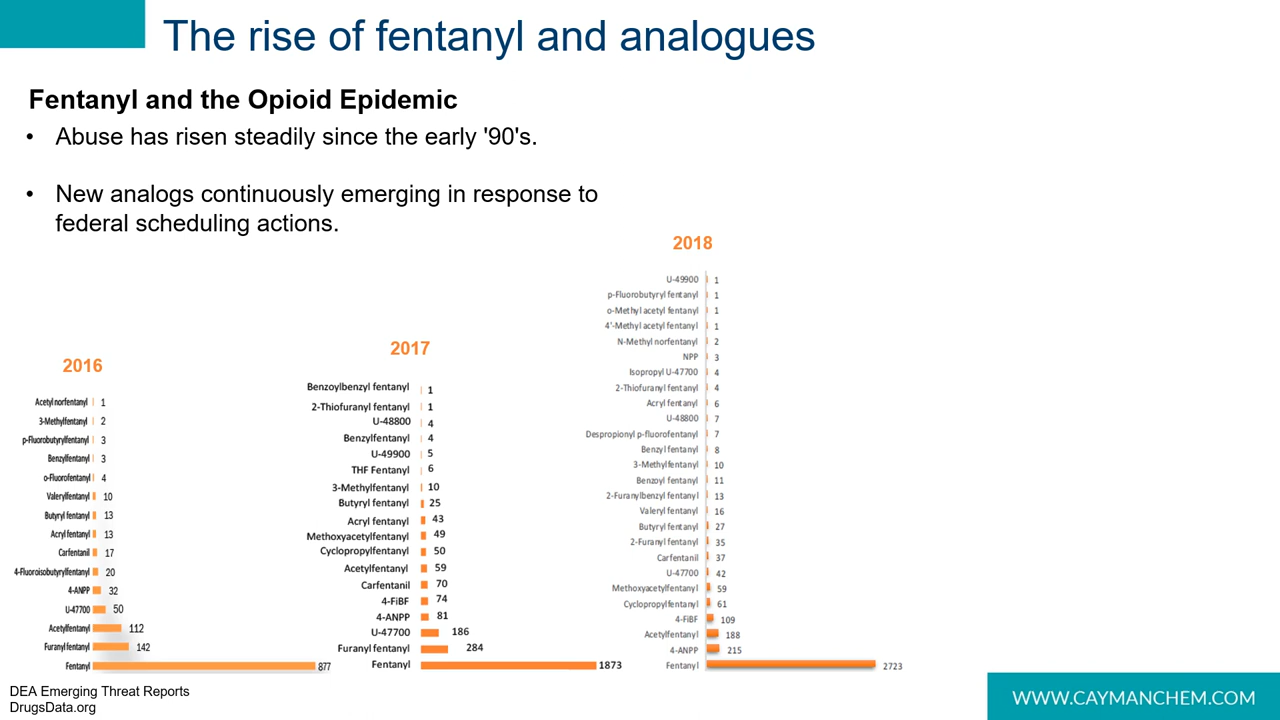 The rise of fentanyl and analogues
Fentanyl and the Opioid Epidemic
• Abuse has risen steadily since the early '90's.
• New analogs continuously emerging in response to
federal scheduling actions.
2016
Acetyl norfentanyl 1
3-Methylfentanyl 2
p-Fluorobutyrylfentanyl 3
Benzylfentanyl 3
o-Fluorofentanyl 4
Valerylfentanyl 10
Butyryl fentanyl 13
Acryl fentanyl 13
Carfentanil 17
4-Fluoroisobutyrylfentanyl 20
4-ANPP 32
U-47700 50
Acetylfentanyl 112
Furanyl fentanyl 142
Fentanyl 877
2017
Benzoylbenzyl fentanyl 1
2-Thiofuranyl fentanyl 1
U-48800 4
Benzylfentanyl 4
U-49900 5
THF Fentanyl 6
3-Methylfentanyl 10
Butyryl fentanyl 25
Acryl fentanyl 43
Methoxyacetylfentanyl 49
Cyclopropylfentanyl 50
Acetylfentanyl 59
Carfentanil 70
4-FiBF 74
4-ANPP 81
U-47700 186
Furanyl fentanyl 284
Fentanyl 1873
2018
U-49900 1
p-Fluorobutyryl fentanyl 1
o-Methyl acetyl fentanyl 1
4'-Methyl acetyl fentanyl 1
N-Methyl norfentanyl 2
NPP 3
Isopropyl U-47700 4
2-Thiofuranyl fentanyl 4
Acryl fentanyl 6
U-48800 7
Despropionyl p-fluorofentanyl 7
Benzyl fentanyl 8
3-Methylfentanyl 10
Benzoyl fentanyl 11
2-Furanylbenzyl fentanyl 13
Valeryl fentanyl 16
Butyryl fentanyl 27
2-Furanyl fentanyl 35
Carfentanil 37
U-47700 42
Methoxyacetylfentanyl 59
Cyclopropylfentanyl 61
4-FiBF 109
Acetylfentanyl 188
4-ANPP 215
Fentanyl 2723
DEA Emerging Threat Reports
DrugsData.org
WWW.CAYMANCHEM.COM